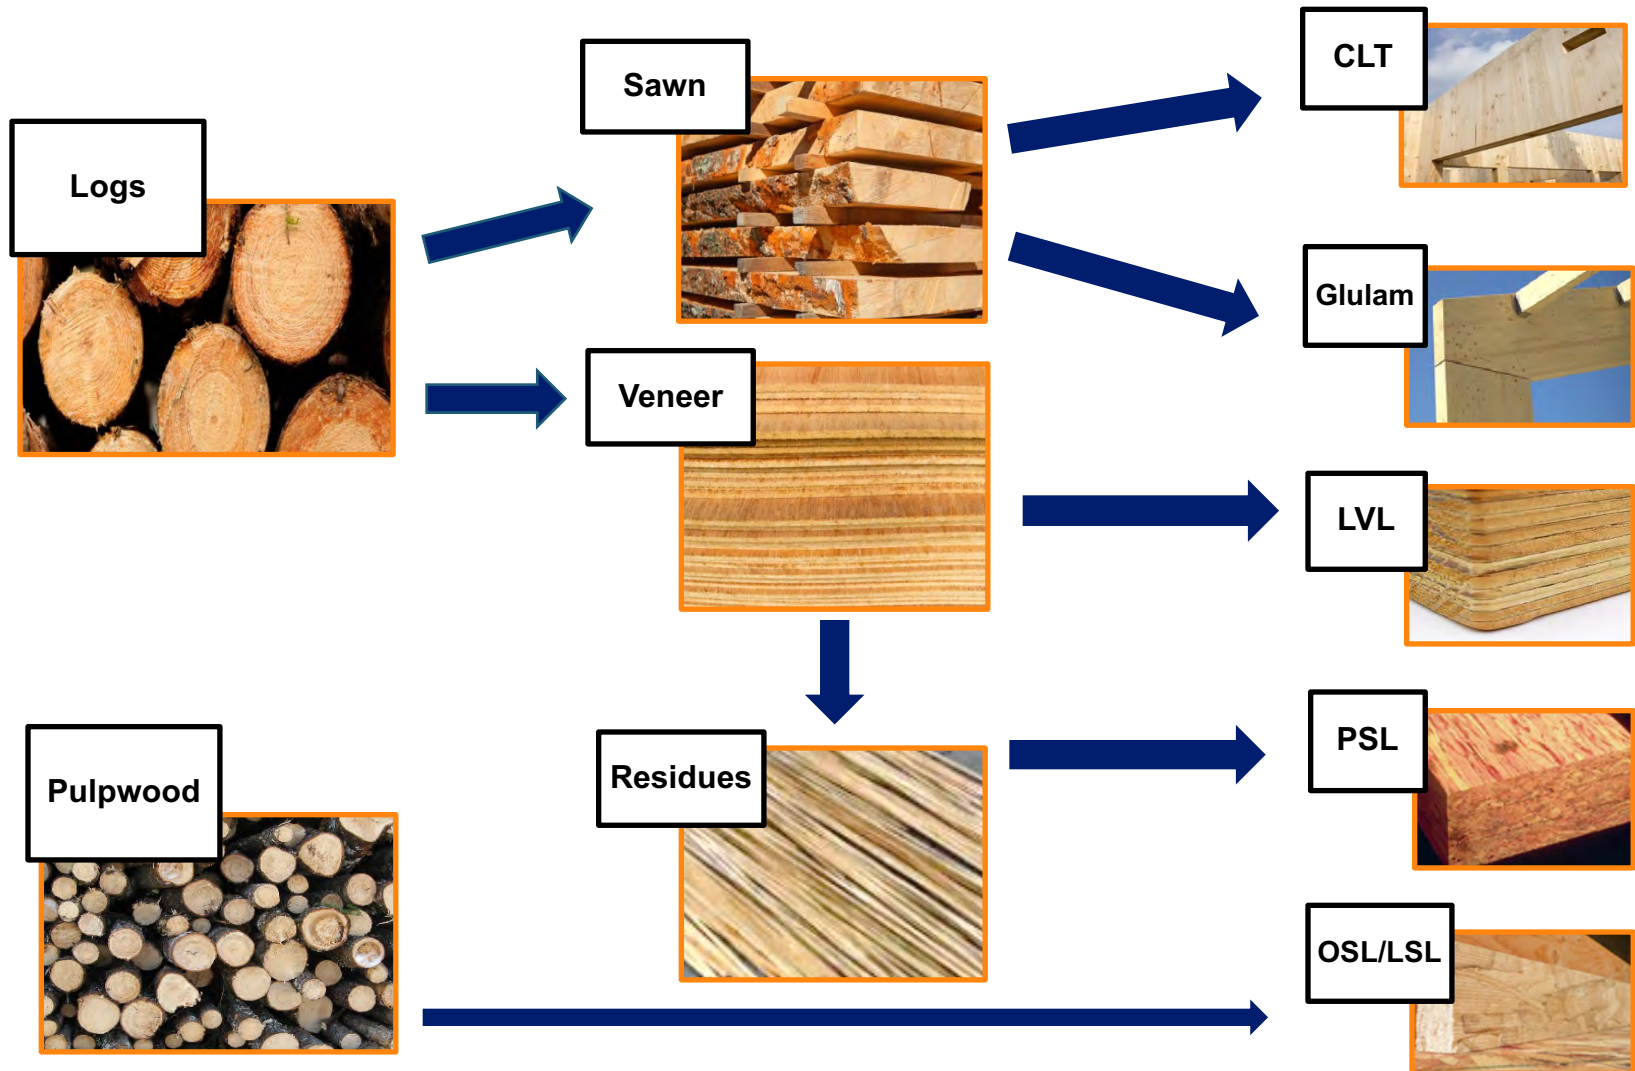 Logs
Sawn
CLT
Glulam
Veneer
LVL
Residues
PSL
Pulpwood
OSL/LSL